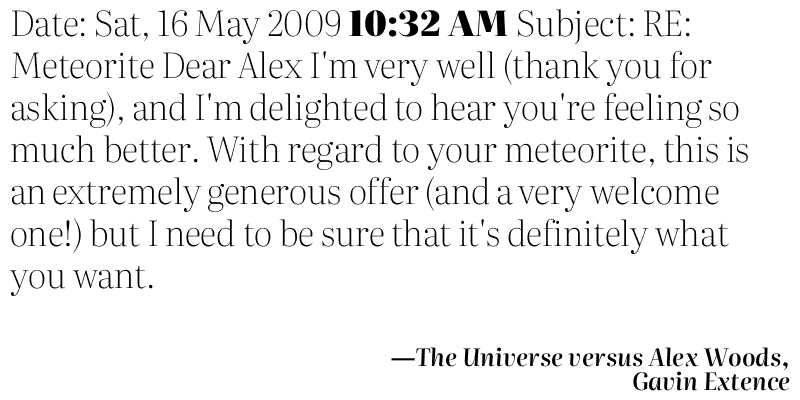 Date: Sat, 16 May 2009 10:32 AM Subject: RE:
Meteorite Dear Alex I'm very well (thank you for
asking), and I'm delighted to hear you're feeling so
much better. With regard to your meteorite, this is
an extremely generous offer (and a very welcome
one!) but I need to be sure that it's definitely what
you want.
—The Universe versus Alex Woods,
Gavin Extence